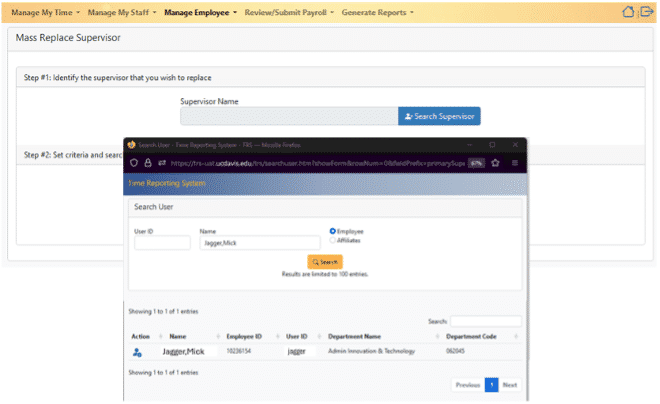 Manage My Time Manage My Staff Manage Employee Review/Submit Payroll Generate Reports
Mass Replace Supervisor
Step #1: Identify the supervisor that you wish to replace
Supervisor Name
Search Supervisor
Step #2: Set criteria and searc
Search User - Time Reporting System - TRS — Mozilla Firefox
https://trs-uat.ucdavis.edu/trs/searchuser.html?showForm&rowNum=0&fieldPrefix=primarySup 67%
Time Reporting System
Search User
User ID Name Employee
Jagger,Mick Affiliates
Search
Results are limited to 100 entries.
Showing 1 to 1 of 1 entries
Search:
Action Name Employee ID User ID Department Name Department Code
Jagger,Mick 10236154 jagger Admin Innovation & Technology 062045
Showing 1 to 1 of 1 entries
Previous 1 Next